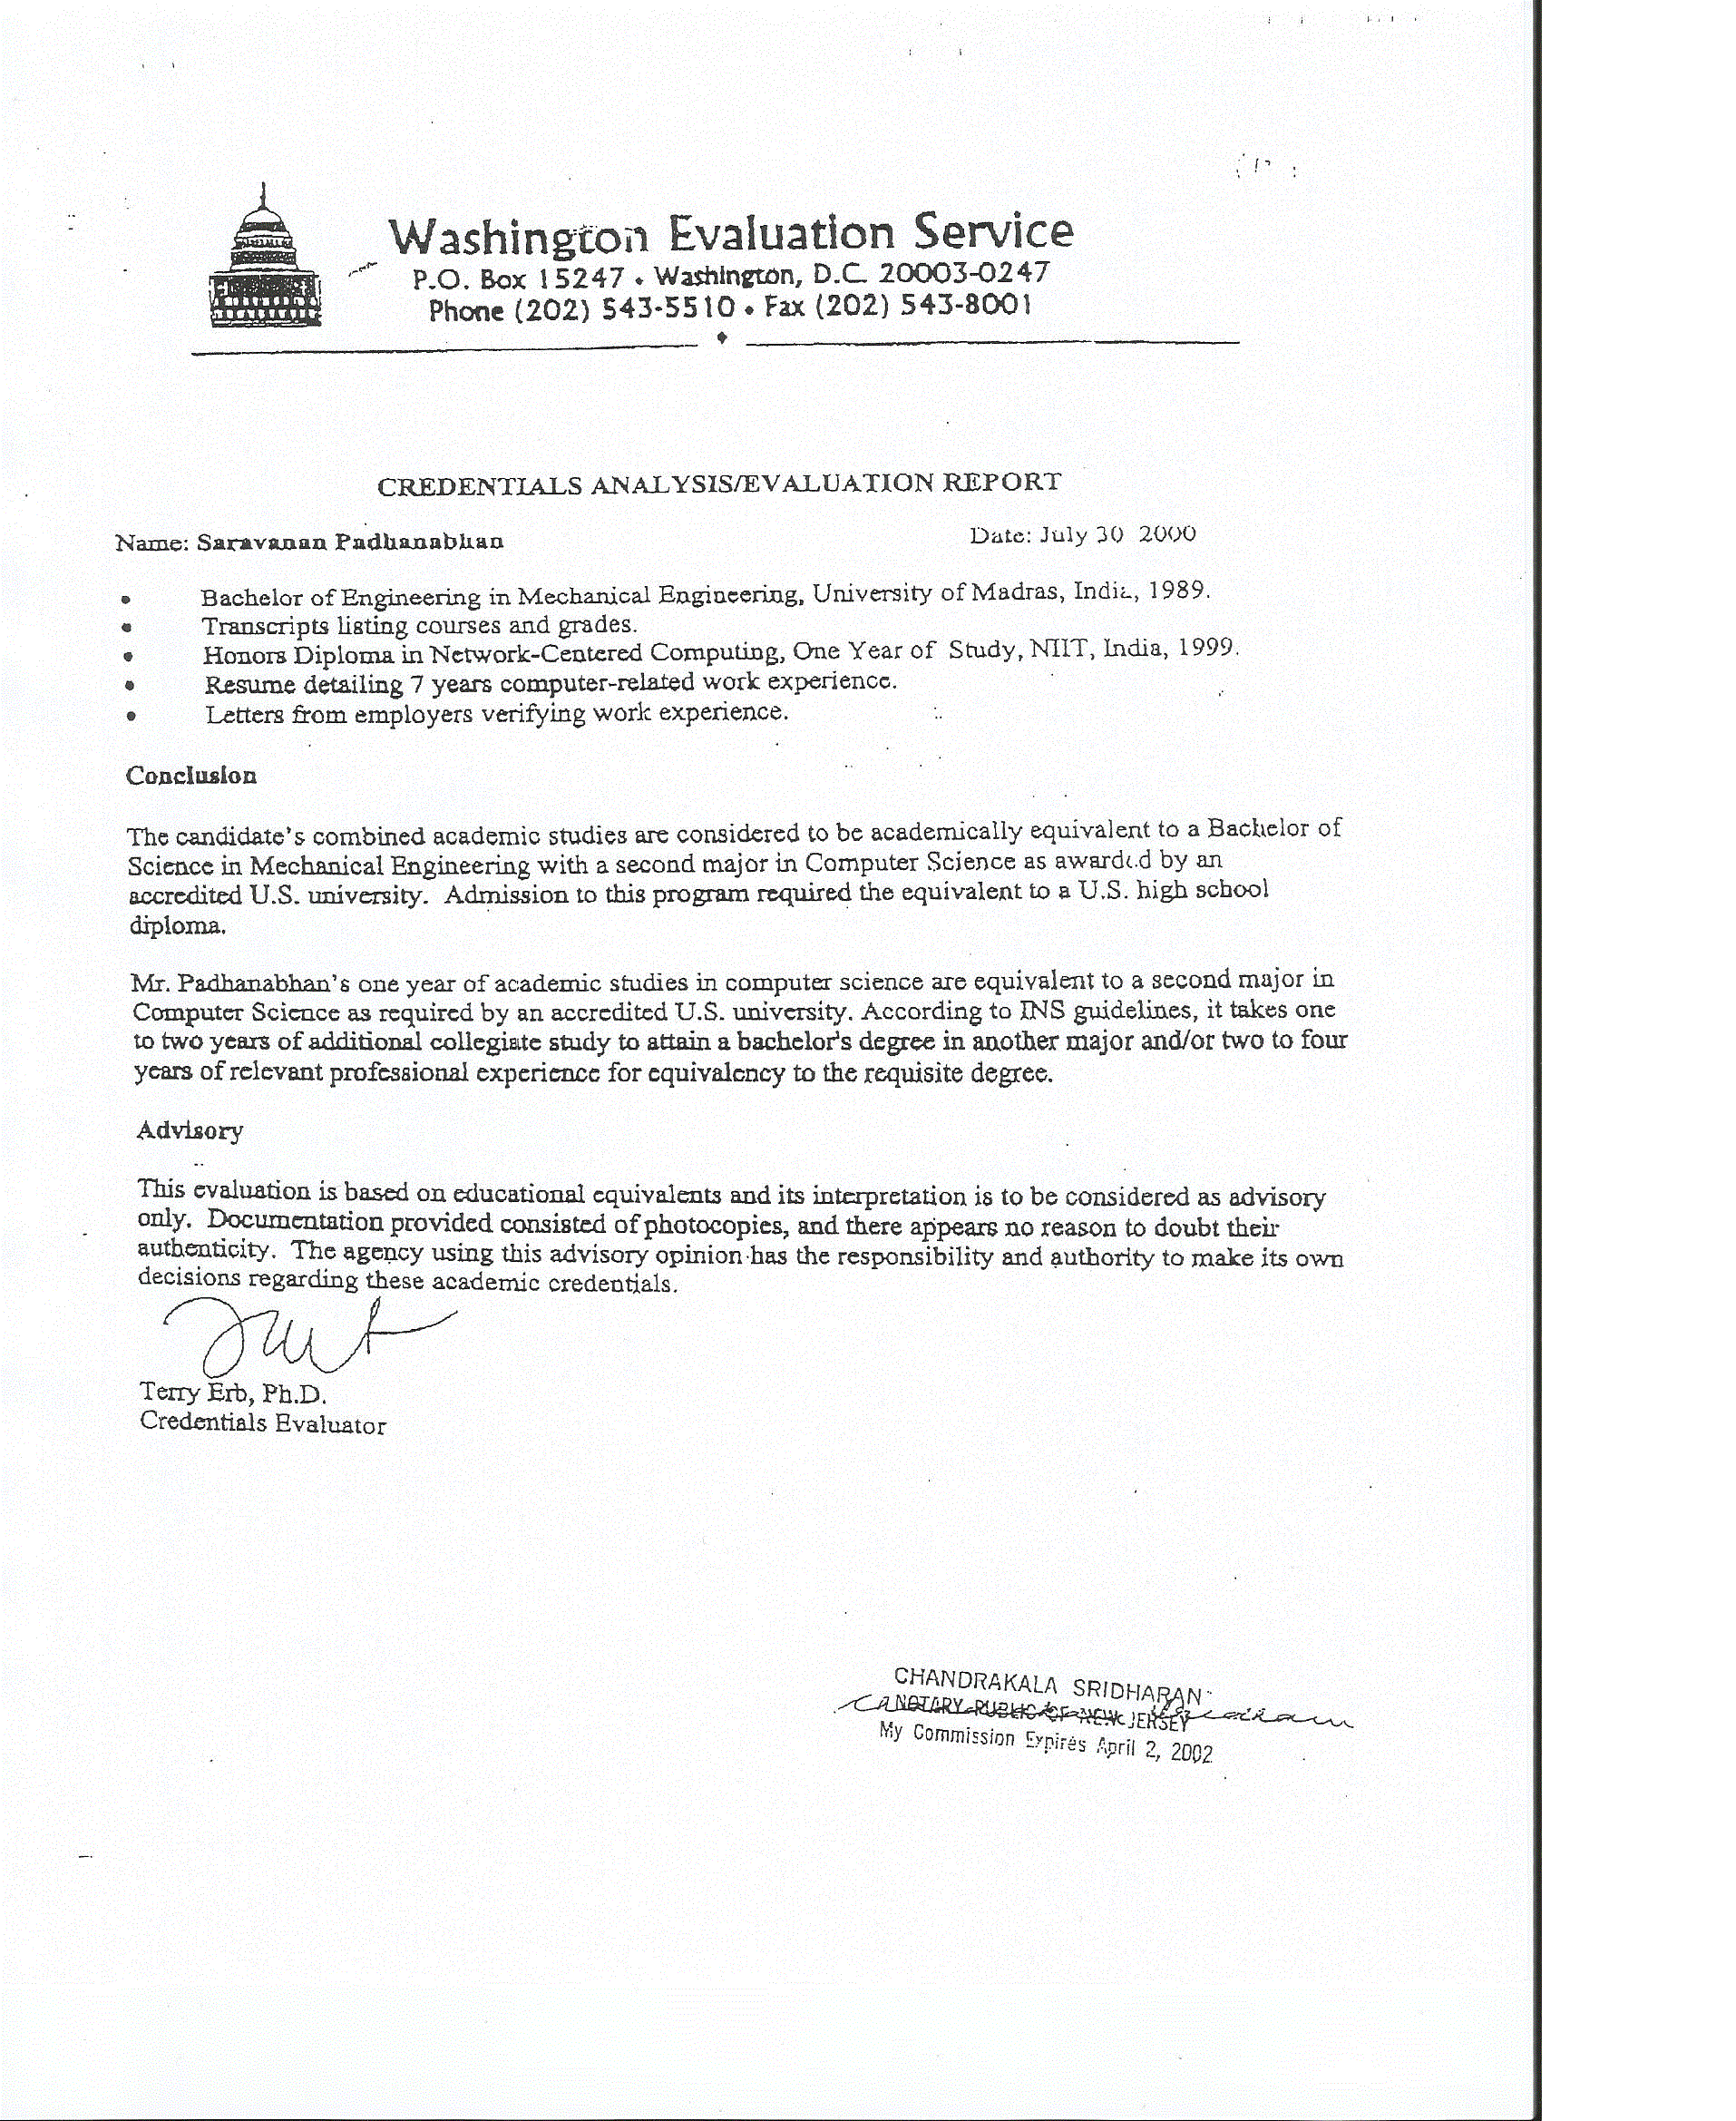 Washington Evaluation Service
P.O. Box 15247 • Washington, D.C. 20003-0247
Phone (202) 543-5510 • Fax (202) 543-8001
CREDENTIALS ANALYSIS/EVALUATION REPORT
Name: Saravanan Padhanabhan Date: July 30 2000
• Bachelor of Engineering in Mechanical Engineering, University of Madras, India, 1989.
• Transcripts listing courses and grades.
• Honors Diploma in Network-Centered Computing, One Year of Study, NIIT, India, 1999.
• Resume detailing 7 years computer-related work experience.
• Letters from employers verifying work experience.
Conclusion
The candidate's combined academic studies are considered to be academically equivalent to a Bachelor of
Science in Mechanical Engineering with a second major in Computer Science as awarded by an
accredited U.S. university. Admission to this program required the equivalent to a U.S. high school
diploma.
Mr. Padhanabhan's one year of academic studies in computer science are equivalent to a second major in
Computer Science as required by an accredited U.S. university. According to INS guidelines, it takes one
to two years of additional collegiate study to attain a bachelor's degree in another major and/or two to four
years of relevant professional experience for equivalency to the requisite degree.
Advisory
This evaluation is based on educational equivalents and its interpretation is to be considered as advisory
only. Documentation provided consisted of photocopies, and there appears no reason to doubt their
authenticity. The agency using this advisory opinion has the responsibility and authority to make its own
decisions regarding these academic credentials.
Terry Erb, Ph.D.
Credentials Evaluator
CHANDRAKALA SRIDHARAN
NOTARY PUBLIC OF NEW JERSEY
My Commission Expires April 2, 2002